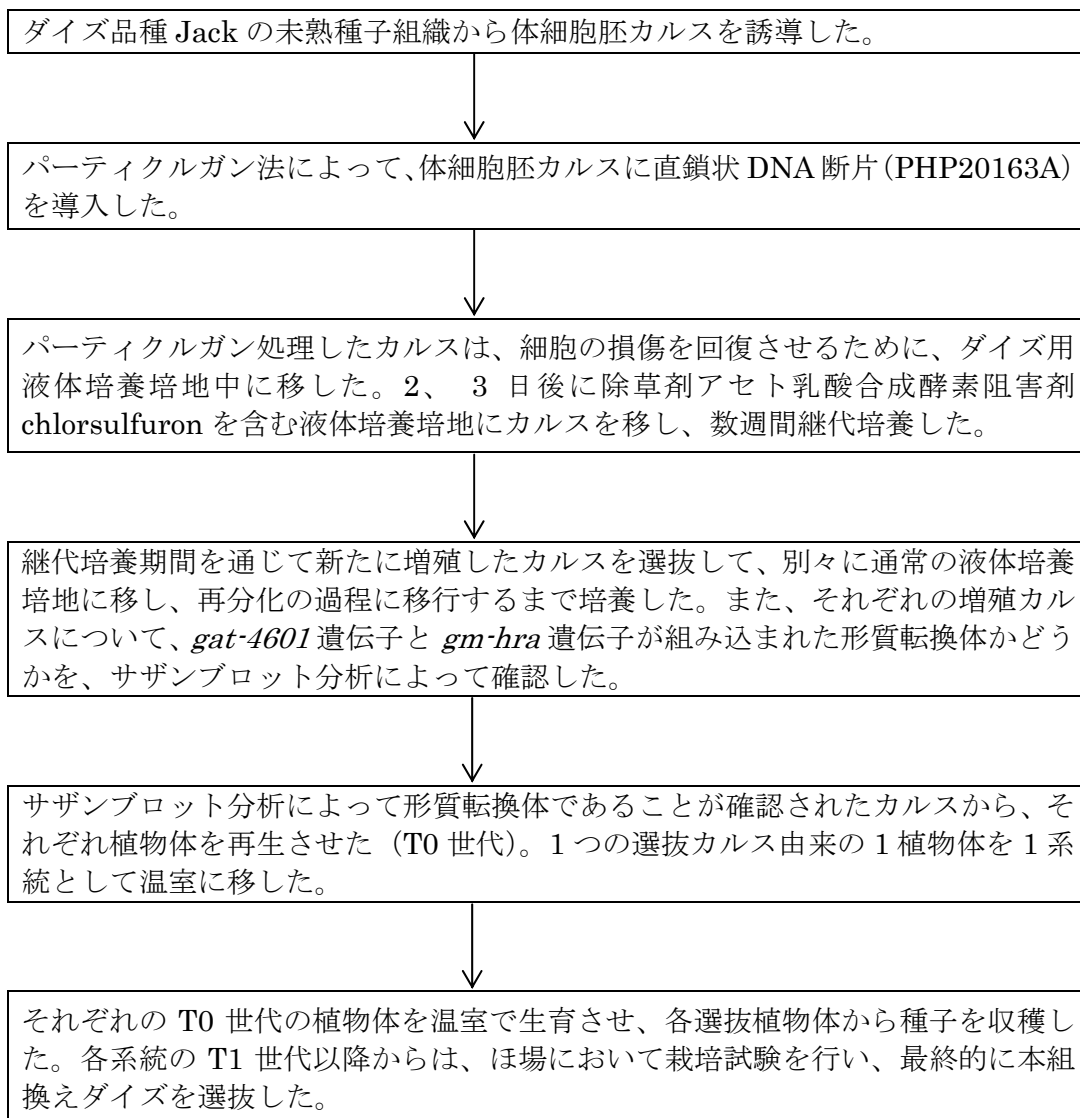 ダイズ品種 Jack の未熟種子組織から体細胞胚カルスを誘導した。
パーティクルガン法によって、体細胞胚カルスに直鎖状 DNA 断片(PHP20163A)
を導入した。
パーティクルガン処理したカルスは、細胞の損傷を回復させるために、ダイズ用
液体培養培地中に移した。2、 3 日後に除草剤アセト乳酸合成酵素阻害剤
chlorsulfuron を含む液体培養培地にカルスを移し、数週間継代培養した。
継代培養期間を通じて新たに増殖したカルスを選抜して、別々に通常の液体培養
培地に移し、再分化の過程に移行するまで培養した。また、それぞれの増殖カル
スについて、gat-4601 遺伝子と gm-hra 遺伝子が組み込まれた形質転換体かどう
かを、サザンブロット分析によって確認した。
サザンブロット分析によって形質転換体であることが確認されたカルスから、そ
れぞれ植物体を再生させた（T0 世代）。1 つの選抜カルス由来の 1 植物体を 1 系
統として温室に移した。
それぞれの T0 世代の植物体を温室で生育させ、各選抜植物体から種子を収穫し
た。各系統の T1 世代以降からは、ほ場において栽培試験を行い、最終的に本組
換えダイズを選抜した。